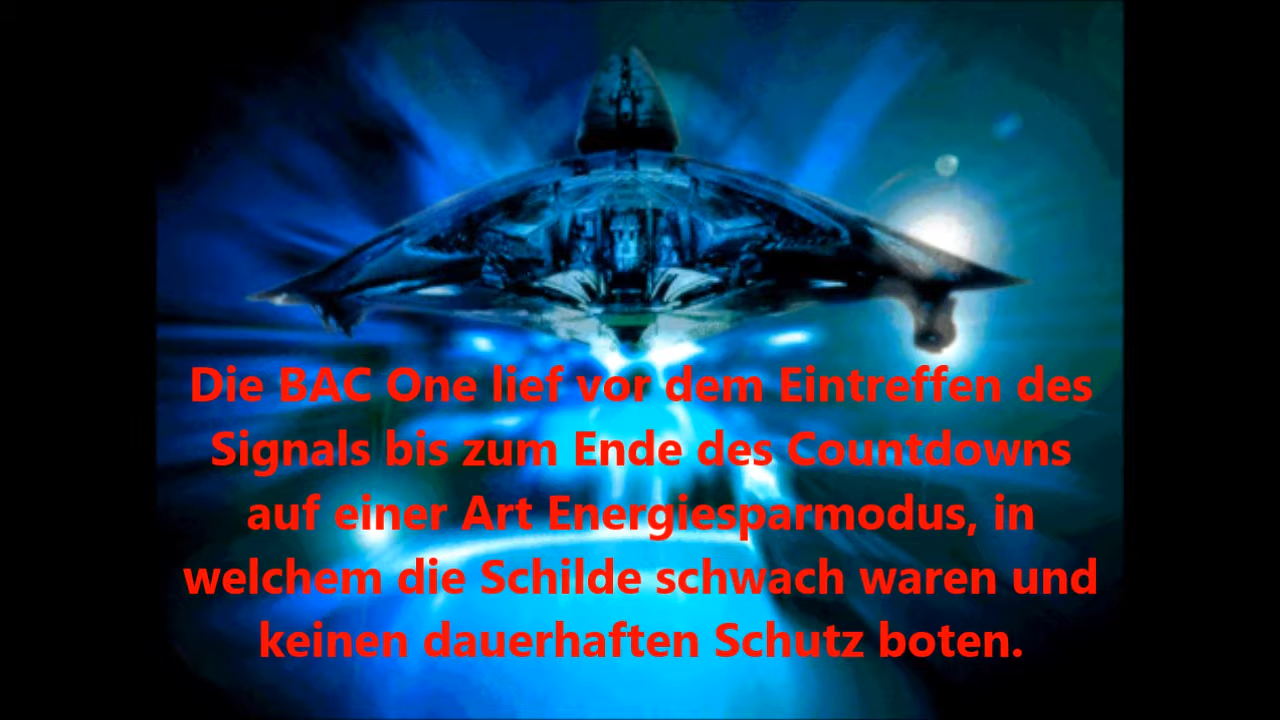 Die BAC One lief vor dem Eintreffen des
Signals bis zum Ende des Countdowns
auf einer Art Energiesparmodus, in
welchem die Schilde schwach waren und
keinen dauerhaften Schutz boten.